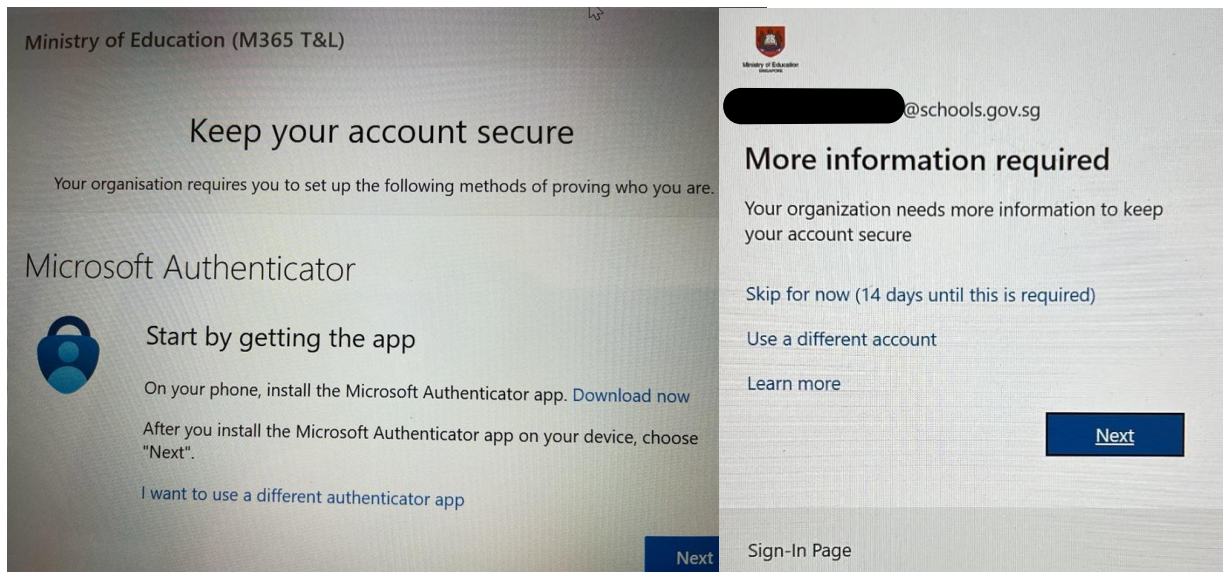 Ministry of Education (M365 T&L)
Keep your account secure
Your organisation requires you to set up the following methods of proving who you are.
Microsoft Authenticator
Start by getting the app
On your phone, install the Microsoft Authenticator app. Download now
After you install the Microsoft Authenticator app on your device, choose
"Next".
I want to use a different authenticator app
Next
Ministry of Education
SINGAPORE
@schools.gov.sg
More information required
Your organization needs more information to keep
your account secure
Skip for now (14 days until this is required)
Use a different account
Learn more
Next
Sign-In Page